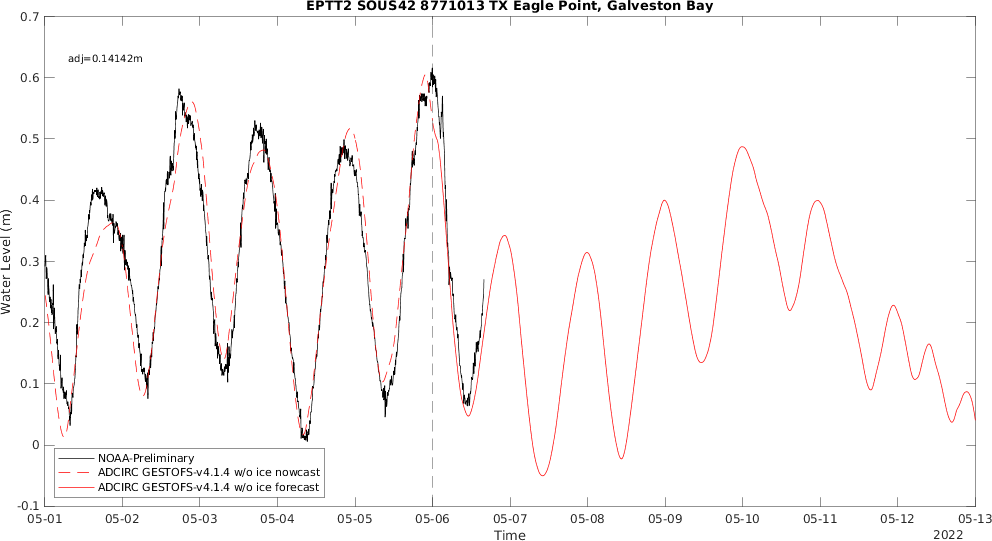 EPTT2 SOUS42 8771013 TX Eagle Point, Galveston Bay
adj=0.14142m
0.7
0.6
0.5
0.4
0.3
0.2
0.1
0
-0.1
Water Level (m)
NOAA-Preliminary
ADCIRC GESTOFS-v4.1.4 w/o ice nowcast
ADCIRC GESTOFS-v4.1.4 w/o ice forecast
05-01 05-02 05-03 05-04 05-05 05-06 05-07 05-08 05-09 05-10 05-11 05-12 05-13
Time
2022